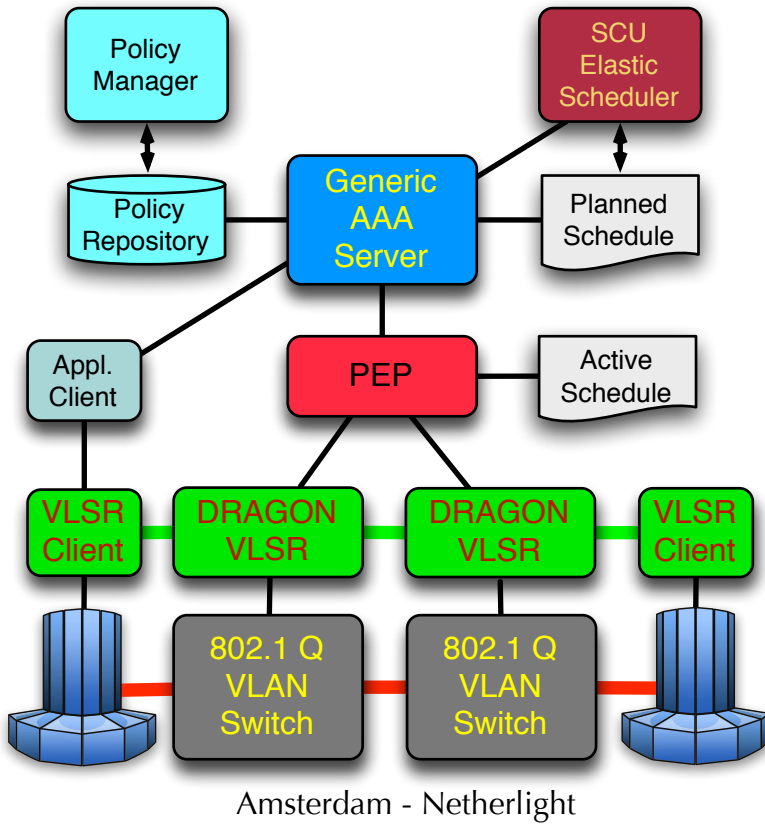 Policy
Manager
SCU
Elastic
Scheduler
Policy
Repository
Generic
AAA
Server
Planned
Schedule
Appl.
Client
PEP
Active
Schedule
VLSR
Client
DRAGON
VLSR
DRAGON
VLSR
VLSR
Client
802.1 Q
VLAN
Switch
802.1 Q
VLAN
Switch
Amsterdam - Netherlight